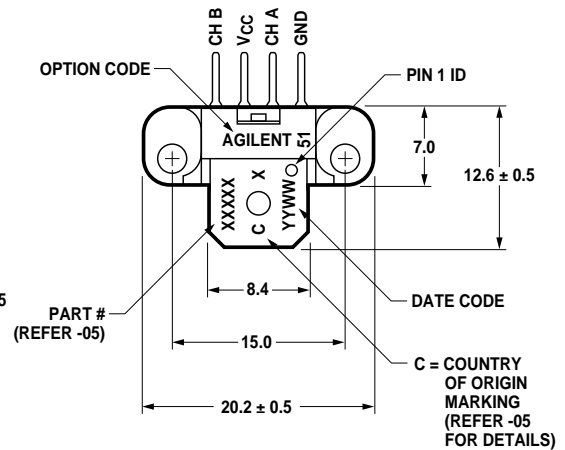 CH B
VCC
CH A
GND
OPTION CODE
PIN 1 ID
AGILENT
51
7.0
12.6 ± 0.5
XXXXX
X
C
YYWW
8.4
5
PART #
(REFER -05)
DATE CODE
15.0
C = COUNTRY
OF ORIGIN
MARKING
(REFER -05
FOR DETAILS)
20.2 ± 0.5